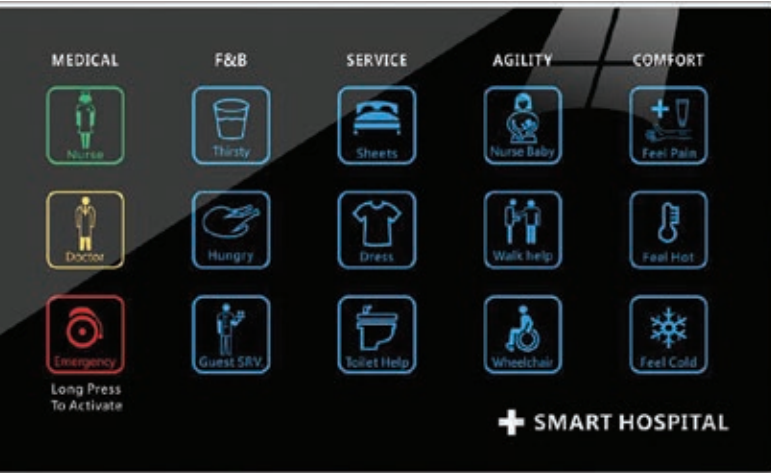 MEDICAL F&B SERVICE AGILITY COMFORT
Nurse Thirsty Sheets Nurse Baby Feel Pain
Doctor Hungry Dress Walk help Feel Hot
Emergency Guest SRV. Toilet Help Wheelchair Feel Cold
Long Press
To Activate
SMART HOSPITAL